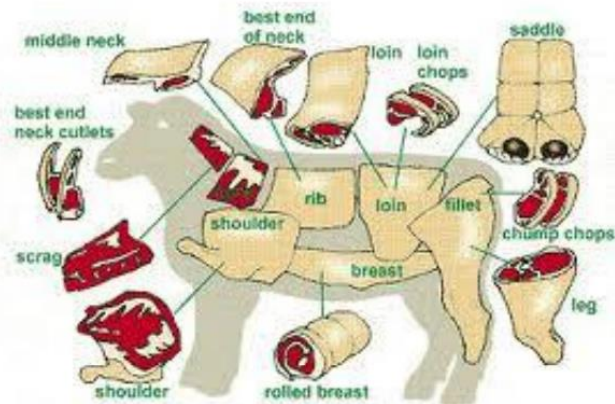 best end
of neck
saddle
middle neck
loin
loin
chops
best end
neck cutlets
rib
loin
fillet
shoulder
chump chops
scrag
breast
leg
shoulder
rolled breast